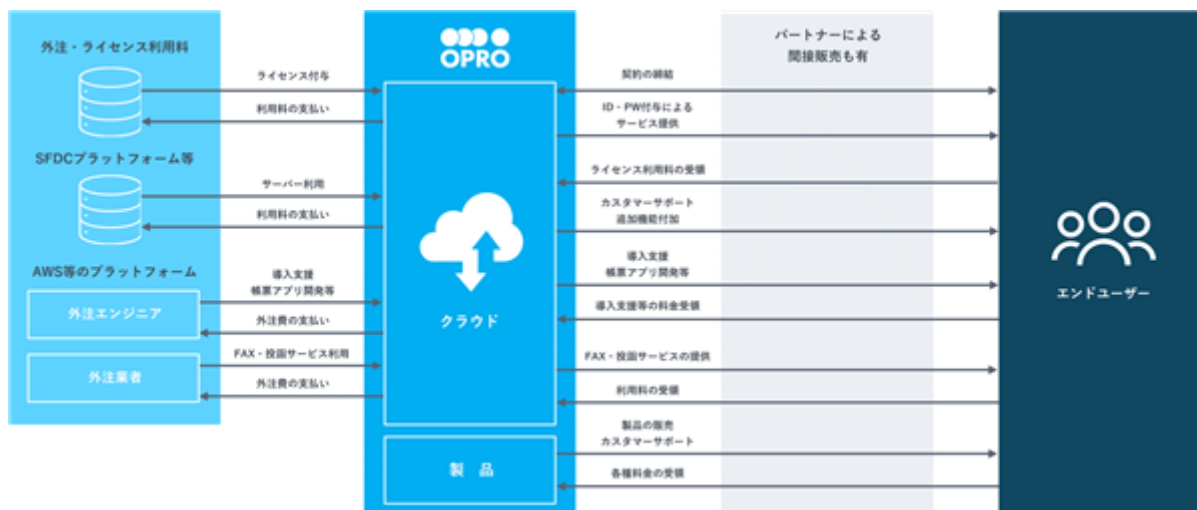 外注・ライセンス利用料
SFDCプラットフォーム等
AWS等のプラットフォーム
外注エンジニア
外注業者
ライセンス付与
利用料の支払い
サーバー利用
利用料の支払い
導入支援
帳票アプリ開発等
外注費の支払い
FAX・投函サービス利用
外注費の支払い
OPRO
クラウド
製品
契約の締結
ID・PW付与による
サービス提供
ライセンス利用料の受領
カスタマーサポート
追加機能付加
導入支援
帳票アプリ開発等
導入支援等の料金受領
FAX・投函サービスの提供
利用料の受領
製品の販売
カスタマーサポート
各種料金の受領
パートナーによる
間接販売も有
エンドユーザー